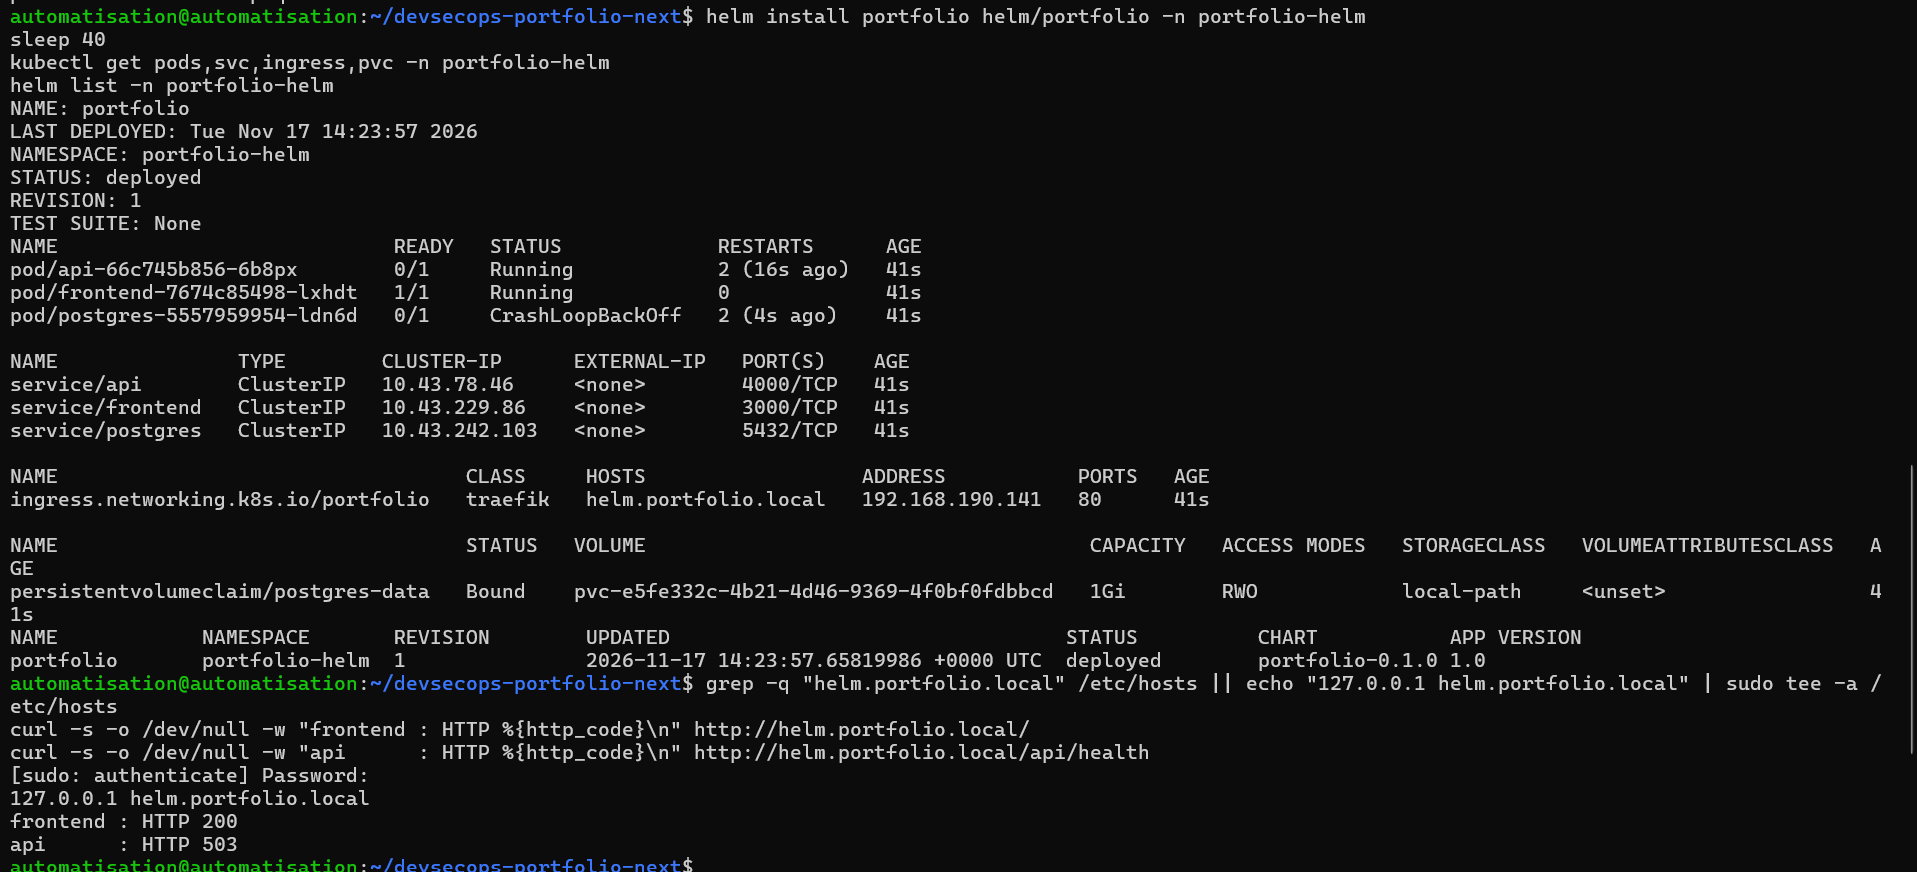 automatisation@automatisation:~/devsecops-portfolio-next$ helm install portfolio helm/portfolio -n portfolio-helm
sleep 40
kubectl get pods,svc,ingress,pvc -n portfolio-helm
helm list -n portfolio-helm
NAME: portfolio
LAST DEPLOYED: Tue Nov 17 14:23:57 2026
NAMESPACE: portfolio-helm
STATUS: deployed
REVISION: 1
TEST SUITE: None
NAME                            READY   STATUS             RESTARTS      AGE
pod/api-66c745b856-6b8px        0/1     Running            2 (16s ago)   41s
pod/frontend-7674c85498-lxhdt   1/1     Running            0             41s
pod/postgres-5557959954-ldn6d   0/1     CrashLoopBackOff   2 (4s ago)    41s

NAME               TYPE        CLUSTER-IP      EXTERNAL-IP   PORT(S)    AGE
service/api        ClusterIP   10.43.78.46     <none>        4000/TCP   41s
service/frontend   ClusterIP   10.43.229.86    <none>        3000/TCP   41s
service/postgres   ClusterIP   10.43.242.103   <none>        5432/TCP   41s

NAME                                  CLASS     HOSTS                  ADDRESS           PORTS   AGE
ingress.networking.k8s.io/portfolio   traefik   helm.portfolio.local   192.168.190.141   80      41s

NAME                                  STATUS   VOLUME                                     CAPACITY   ACCESS MODES   STORAGECLASS   VOLUMEATTRIBUTESCLASS   A
GE
persistentvolumeclaim/postgres-data   Bound    pvc-e5fe332c-4b21-4d46-9369-4f0bf0fdbbcd   1Gi        RWO            local-path     <unset>                 4
1s
NAME            NAMESPACE       REVISION        UPDATED                                 STATUS          CHART           APP VERSION
portfolio       portfolio-helm  1               2026-11-17 14:23:57.65819986 +0000 UTC  deployed        portfolio-0.1.0 1.0
automatisation@automatisation:~/devsecops-portfolio-next$ grep -q "helm.portfolio.local" /etc/hosts || echo "127.0.0.1 helm.portfolio.local" | sudo tee -a /
etc/hosts
curl -s -o /dev/null -w "frontend : HTTP %{http_code}\n" http://helm.portfolio.local/
curl -s -o /dev/null -w "api      : HTTP %{http_code}\n" http://helm.portfolio.local/api/health
[sudo: authenticate] Password:
127.0.0.1 helm.portfolio.local
frontend : HTTP 200
api      : HTTP 503
automatisation@automatisation:~/devsecops-portfolio-next$